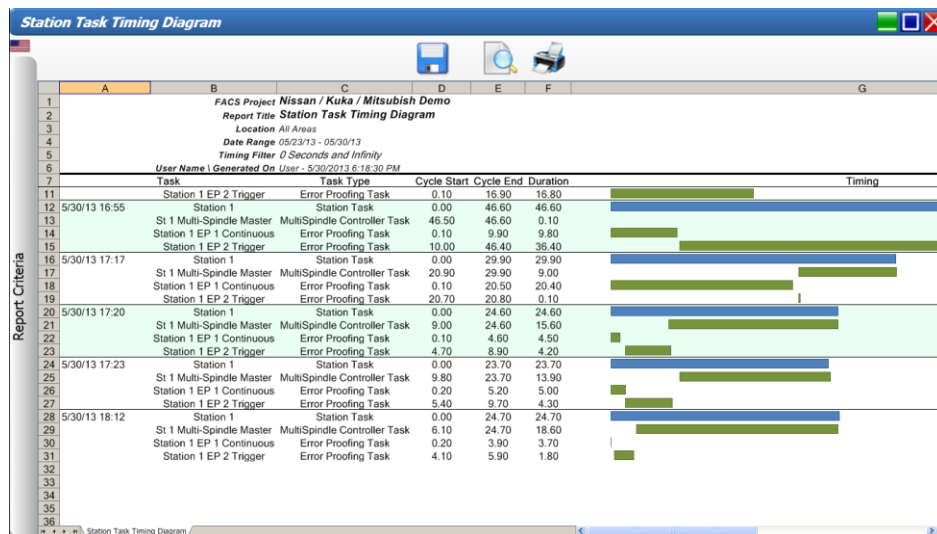 Station Task Timing Diagram
Report Criteria
A B C D E F G
1 FACS Project Nissan / Kuka / Mitsubish Demo
2 Report Title Station Task Timing Diagram
3 Location All Areas
4 Date Range 05/23/13 - 05/30/13
5 Timing Filter 0 Seconds and Infinity
6 User Name \ Generated On User - 5/30/2013 6:18:30 PM
7 Task Task Type Cycle Start Cycle End Duration Timing
11 Station 1 EP 2 Trigger Error Proofing Task 0.10 16.90 16.80
12 5/30/13 16:55 Station 1 Station Task 0.00 46.60 46.60
13 St 1 Multi-Spindle Master MultiSpindle Controller Task 46.50 46.60 0.10
14 Station 1 EP 1 Continuous Error Proofing Task 0.10 9.90 9.80
15 Station 1 EP 2 Trigger Error Proofing Task 10.00 46.40 36.40
16 5/30/13 17:17 Station 1 Station Task 0.00 29.90 29.90
17 St 1 Multi-Spindle Master MultiSpindle Controller Task 20.90 29.90 9.00
18 Station 1 EP 1 Continuous Error Proofing Task 0.10 20.50 20.40
19 Station 1 EP 2 Trigger Error Proofing Task 20.70 20.80 0.10
20 5/30/13 17:20 Station 1 Station Task 0.00 24.60 24.60
21 St 1 Multi-Spindle Master MultiSpindle Controller Task 9.00 24.60 15.60
22 Station 1 EP 1 Continuous Error Proofing Task 0.10 4.60 4.50
23 Station 1 EP 2 Trigger Error Proofing Task 4.70 8.90 4.20
24 5/30/13 17:23 Station 1 Station Task 0.00 23.70 23.70
25 St 1 Multi-Spindle Master MultiSpindle Controller Task 9.80 23.70 13.90
26 Station 1 EP 1 Continuous Error Proofing Task 0.20 5.20 5.00
27 Station 1 EP 2 Trigger Error Proofing Task 5.40 9.70 4.30
28 5/30/13 18:12 Station 1 Station Task 0.00 24.70 24.70
29 St 1 Multi-Spindle Master MultiSpindle Controller Task 6.10 24.70 18.60
30 Station 1 EP 1 Continuous Error Proofing Task 0.20 3.90 3.70
31 Station 1 EP 2 Trigger Error Proofing Task 4.10 5.90 1.80
32
33
34
35
36
Station Task Timing Diagram